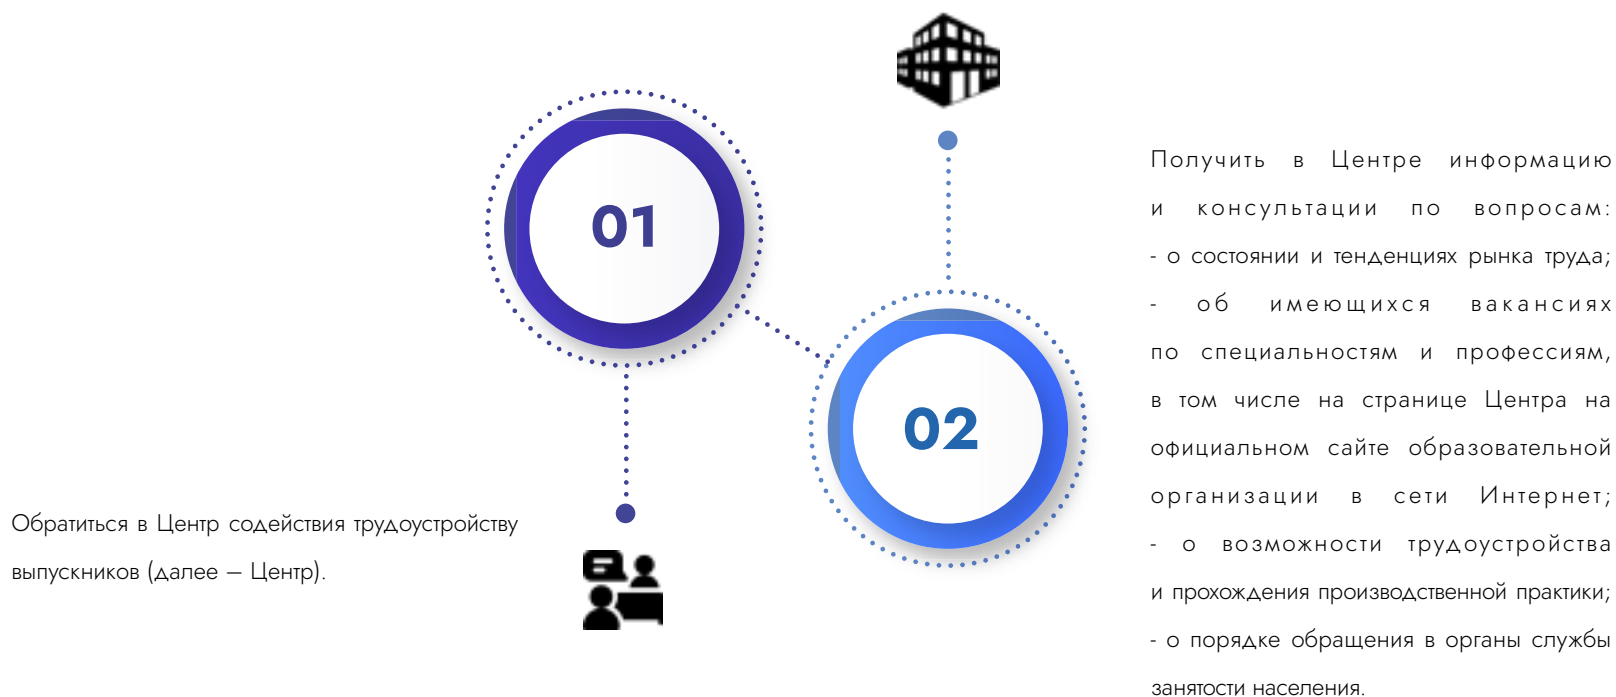 01
Обратиться в Центр содействия трудоустройству
выпускников (далее – Центр).
02
Получить в Центре информацию
и консультации по вопросам:
- о состоянии и тенденциях рынка труда;
- об имеющихся вакансиях
по специальностям и профессиям,
в том числе на странице Центра на
официальном сайте образовательной
организации в сети Интернет;
- о возможности трудоустройства
и прохождения производственной практики;
- о порядке обращения в органы службы
занятости населения.